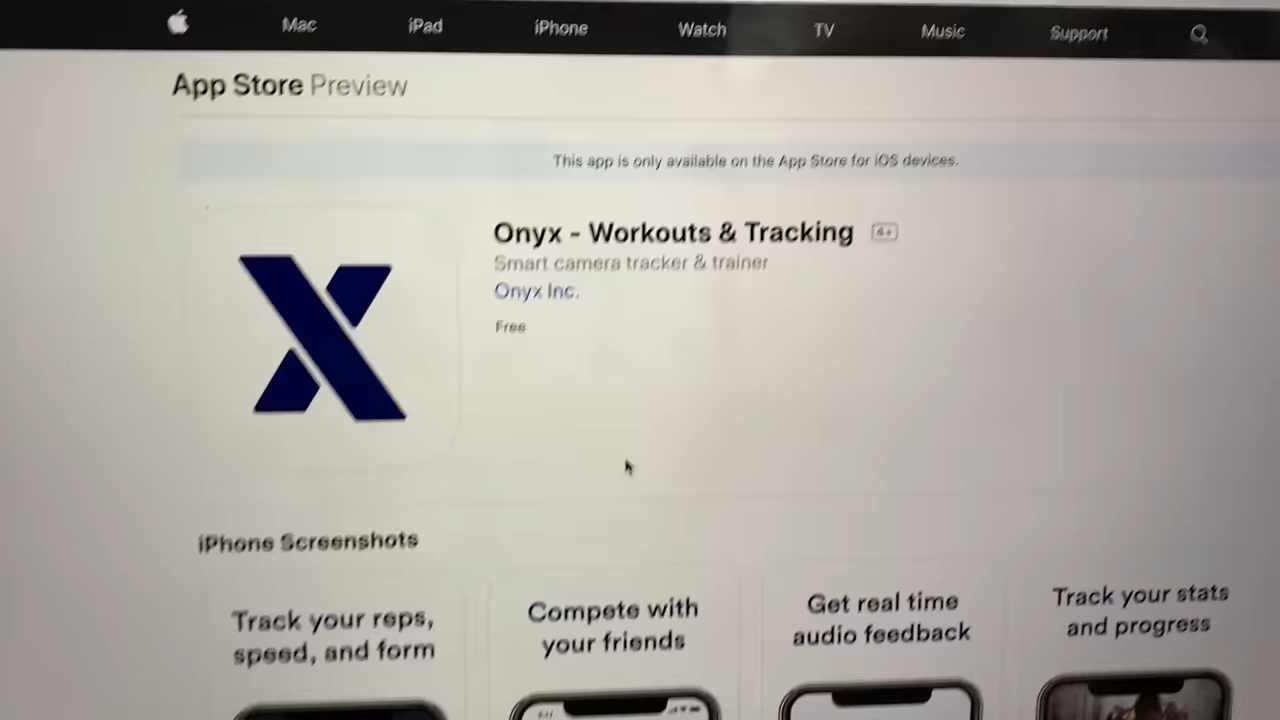 Mac iPad iPhone Watch TV Music Support
App Store Preview
This app is only available on the App Store for iOS devices.
Onyx - Workouts & Tracking 4+
Smart camera tracker & trainer
Onyx Inc.
Free
iPhone Screenshots
Track your reps,
speed, and form
Compete with
your friends
Get real time
audio feedback
Track your stats
and progress